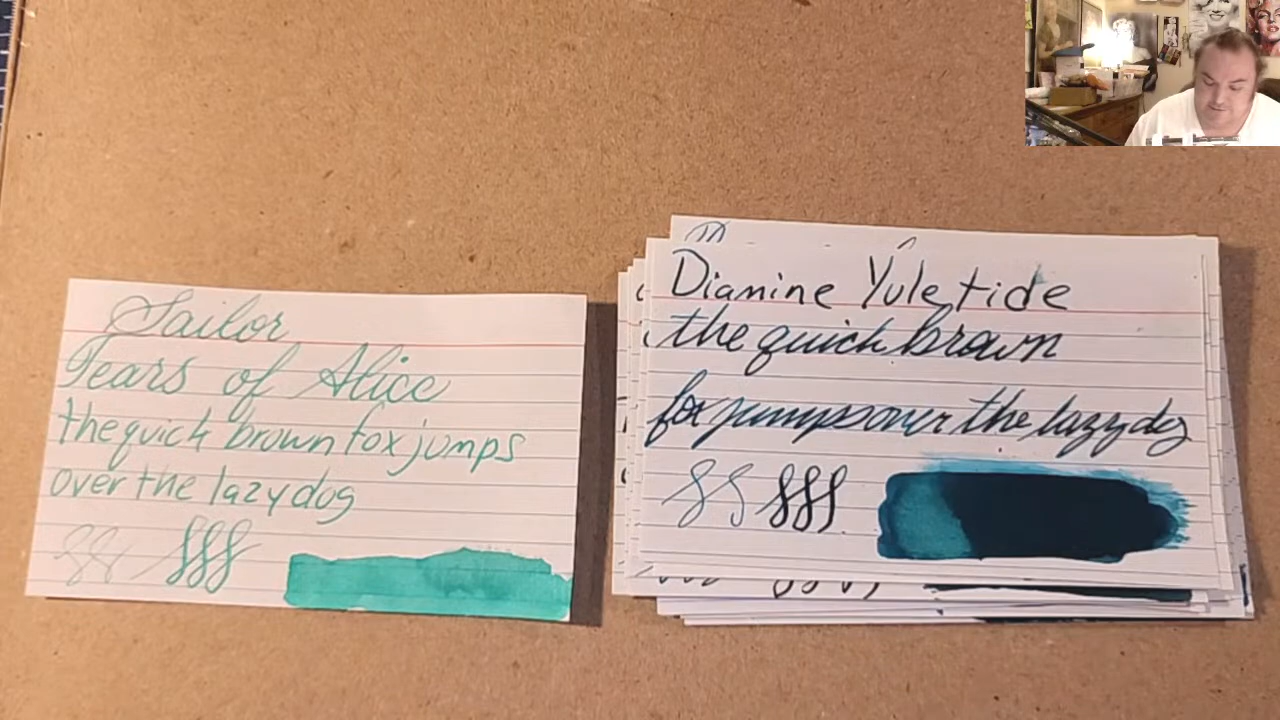 Sailor
Tears of Alice
the quick brown fox jumps
over the lazy dog
Diamine Yuletide
the quick brown
fox jumps over the lazy dog